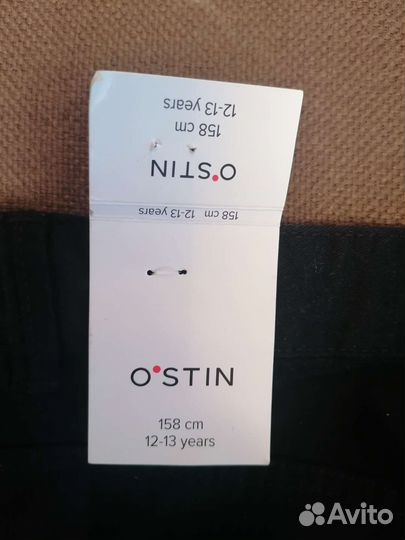 12-13 years
158 cm
O'STIN
158 cm 12-13 years
O'STIN
158 cm
12-13 years
Avito